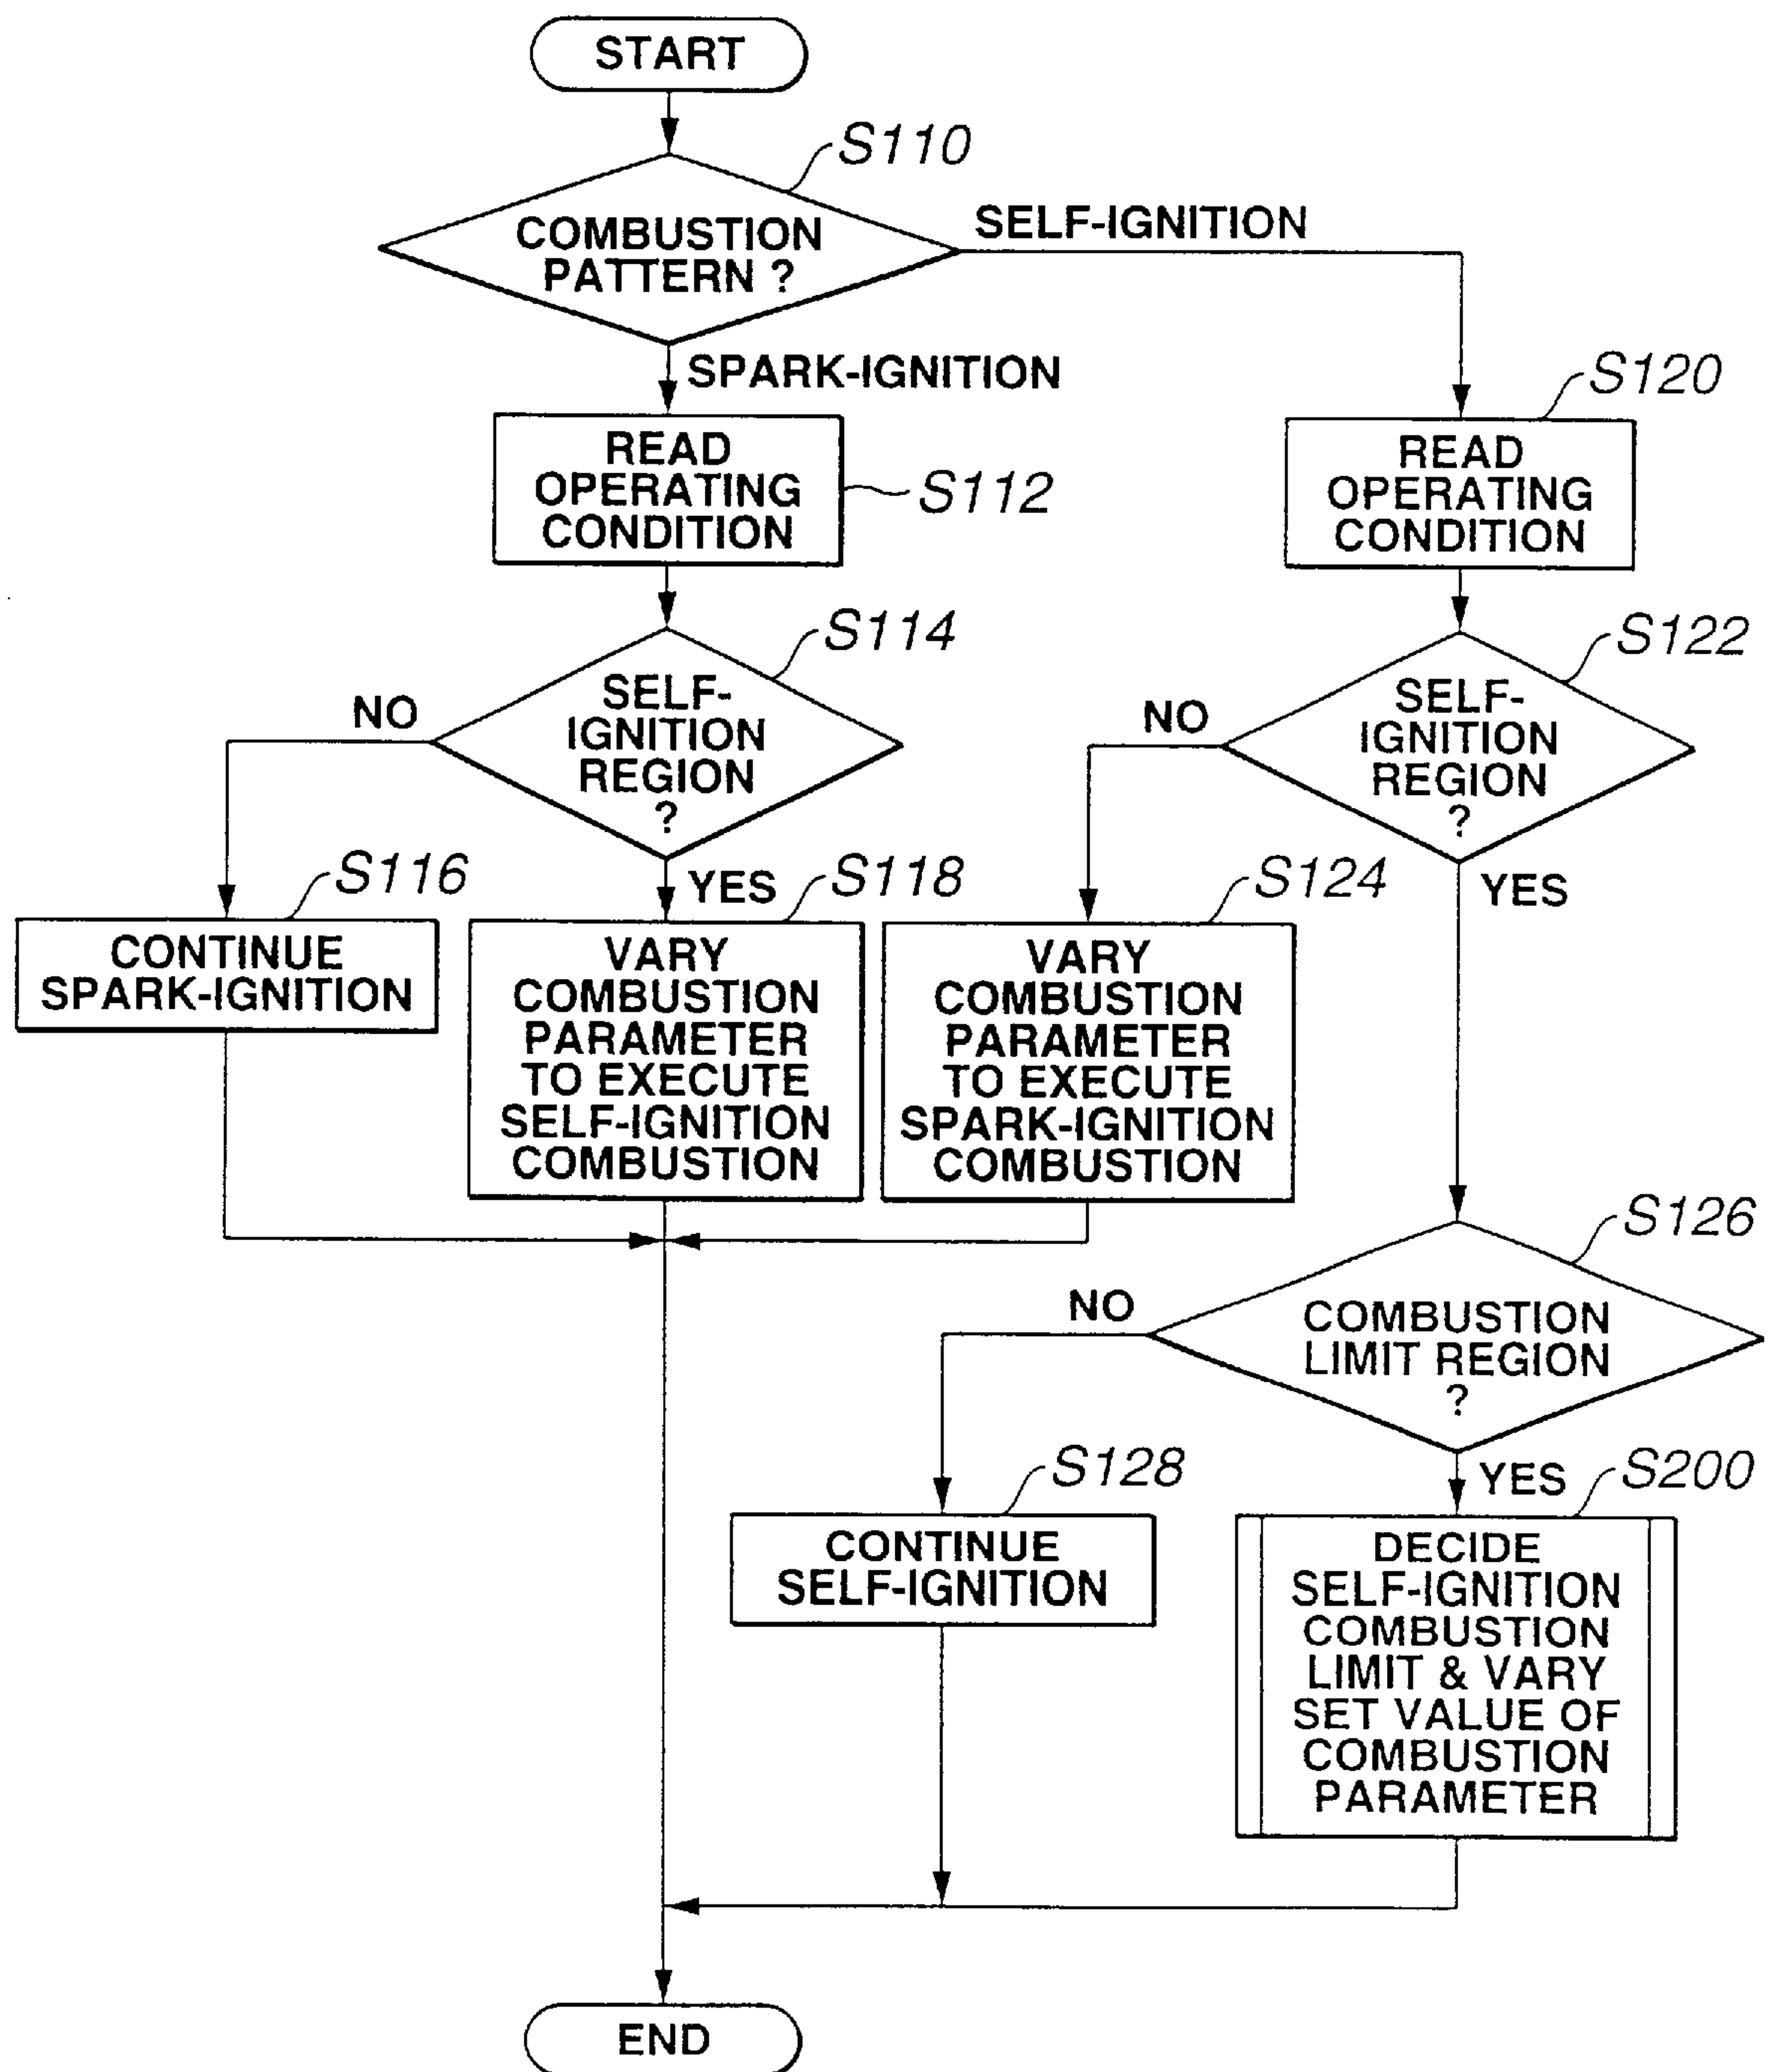 START
S110
COMBUSTION
PATTERN ?
SELF-IGNITION
SPARK-IGNITION
READ
OPERATING
CONDITION
S112
S120
READ
OPERATING
CONDITION
S114
SELF-
IGNITION
REGION
?
NO
S122
SELF-
IGNITION
REGION
?
NO
S116
CONTINUE
SPARK-IGNITION
YES
S118
VARY
COMBUSTION
PARAMETER
TO EXECUTE
SELF-IGNITION
COMBUSTION
S124
VARY
COMBUSTION
PARAMETER
TO EXECUTE
SPARK-IGNITION
COMBUSTION
YES
S126
COMBUSTION
LIMIT REGION
?
NO
S128
CONTINUE
SELF-IGNITION
YES
S200
DECIDE
SELF-IGNITION
COMBUSTION
LIMIT & VARY
SET VALUE OF
COMBUSTION
PARAMETER
END